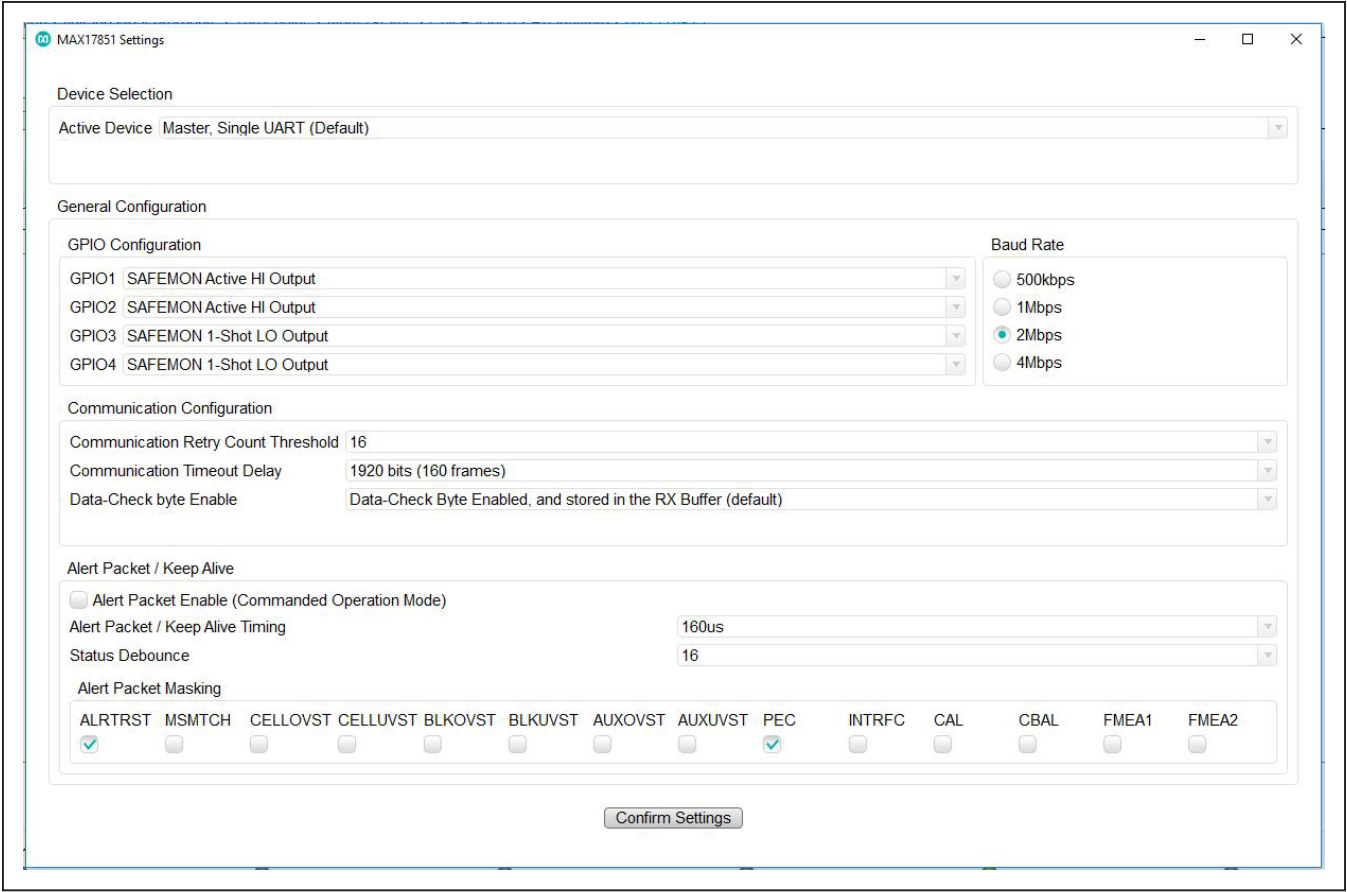 MAX17851 Settings
Device Selection
Active Device Master, Single UART (Default)
General Configuration
GPIO Configuration
Baud Rate
GPIO1 SAFEMON Active HI Output
500kbps
GPIO2 SAFEMON Active HI Output
1Mbps
GPIO3 SAFEMON 1-Shot LO Output
2Mbps
GPIO4 SAFEMON 1-Shot LO Output
4Mbps
Communication Configuration
Communication Retry Count Threshold 16
Communication Timeout Delay 1920 bits (160 frames)
Data-Check byte Enable Data-Check Byte Enabled, and stored in the RX Buffer (default)
Alert Packet / Keep Alive
Alert Packet Enable (Commanded Operation Mode)
Alert Packet / Keep Alive Timing 160us
Status Debounce 16
Alert Packet Masking
ALRTRST MSMTCH CELLOVST CELLUVST BLKOVST BLKUVST AUXOVST AUXUVST PEC INTRFC CAL CBAL FMEA1 FMEA2
Confirm Settings